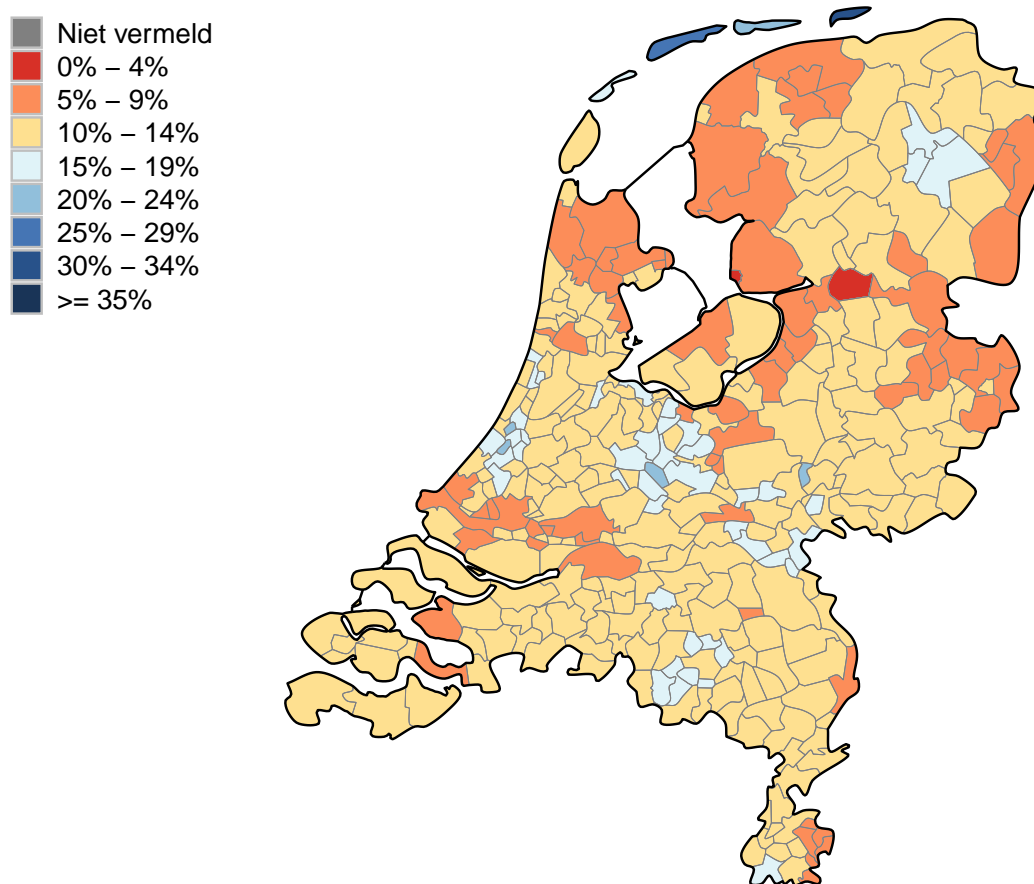 Niet vermeld
0% – 4%
5% – 9%
10% – 14%
15% – 19%
20% – 24%
25% – 29%
30% – 34%
>= 35%